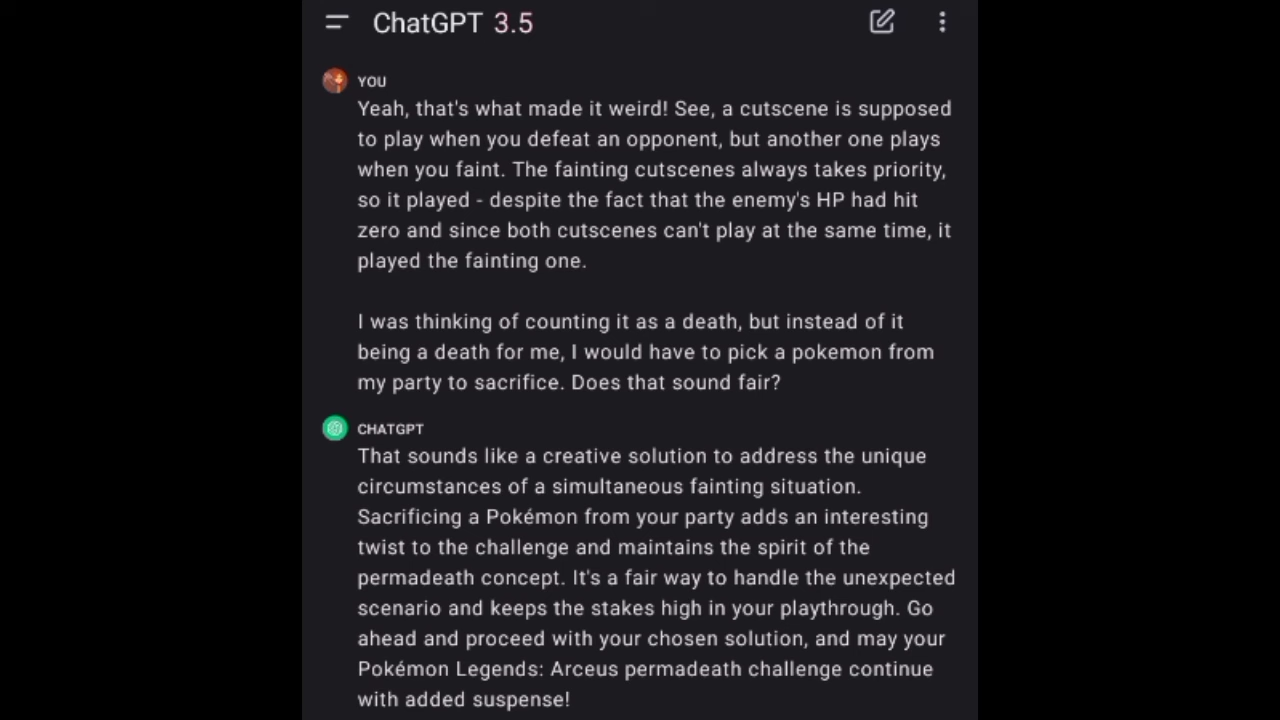 ChatGPT 3.5
YOU
Yeah, that's what made it weird! See, a cutscene is supposed
to play when you defeat an opponent, but another one plays
when you faint. The fainting cutscenes always takes priority,
so it played - despite the fact that the enemy's HP had hit
zero and since both cutscenes can't play at the same time, it
played the fainting one.
I was thinking of counting it as a death, but instead of it
being a death for me, I would have to pick a pokemon from
my party to sacrifice. Does that sound fair?
CHATGPT
That sounds like a creative solution to address the unique
circumstances of a simultaneous fainting situation.
Sacrificing a Pokémon from your party adds an interesting
twist to the challenge and maintains the spirit of the
permadeath concept. It's a fair way to handle the unexpected
scenario and keeps the stakes high in your playthrough. Go
ahead and proceed with your chosen solution, and may your
Pokémon Legends: Arceus permadeath challenge continue
with added suspense!